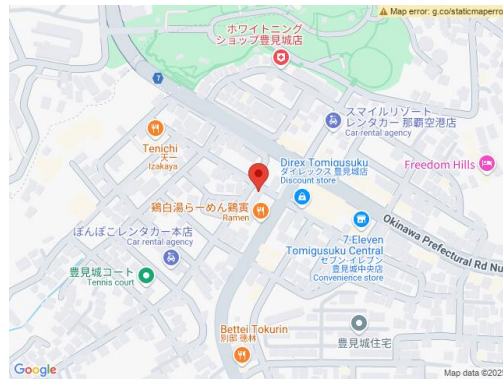 Map error: g.co/staticmaperro
ホワイトニング
ショップ豊見城店
7
スマイルリゾート
レンタカー 那覇空港店
Car rental agency
Tenichi
天一
Izakaya
Direx Tomigusuku
ダイレックス 豊見城店
Discount store
Freedom Hills
鶏白湯らーめん鶏寅
Ramen
ぽんぽこレンタカー本店
Car rental agency
7-Eleven
Tomigusuku Central
セブン-イレブン
豊見城中央店
Convenience store
Okinawa Prefectural Rd Nu
豊見城コート
Tennis court
Bettei Tokurin
別邸 徳林
豊見城住宅
Google
Map data ©202